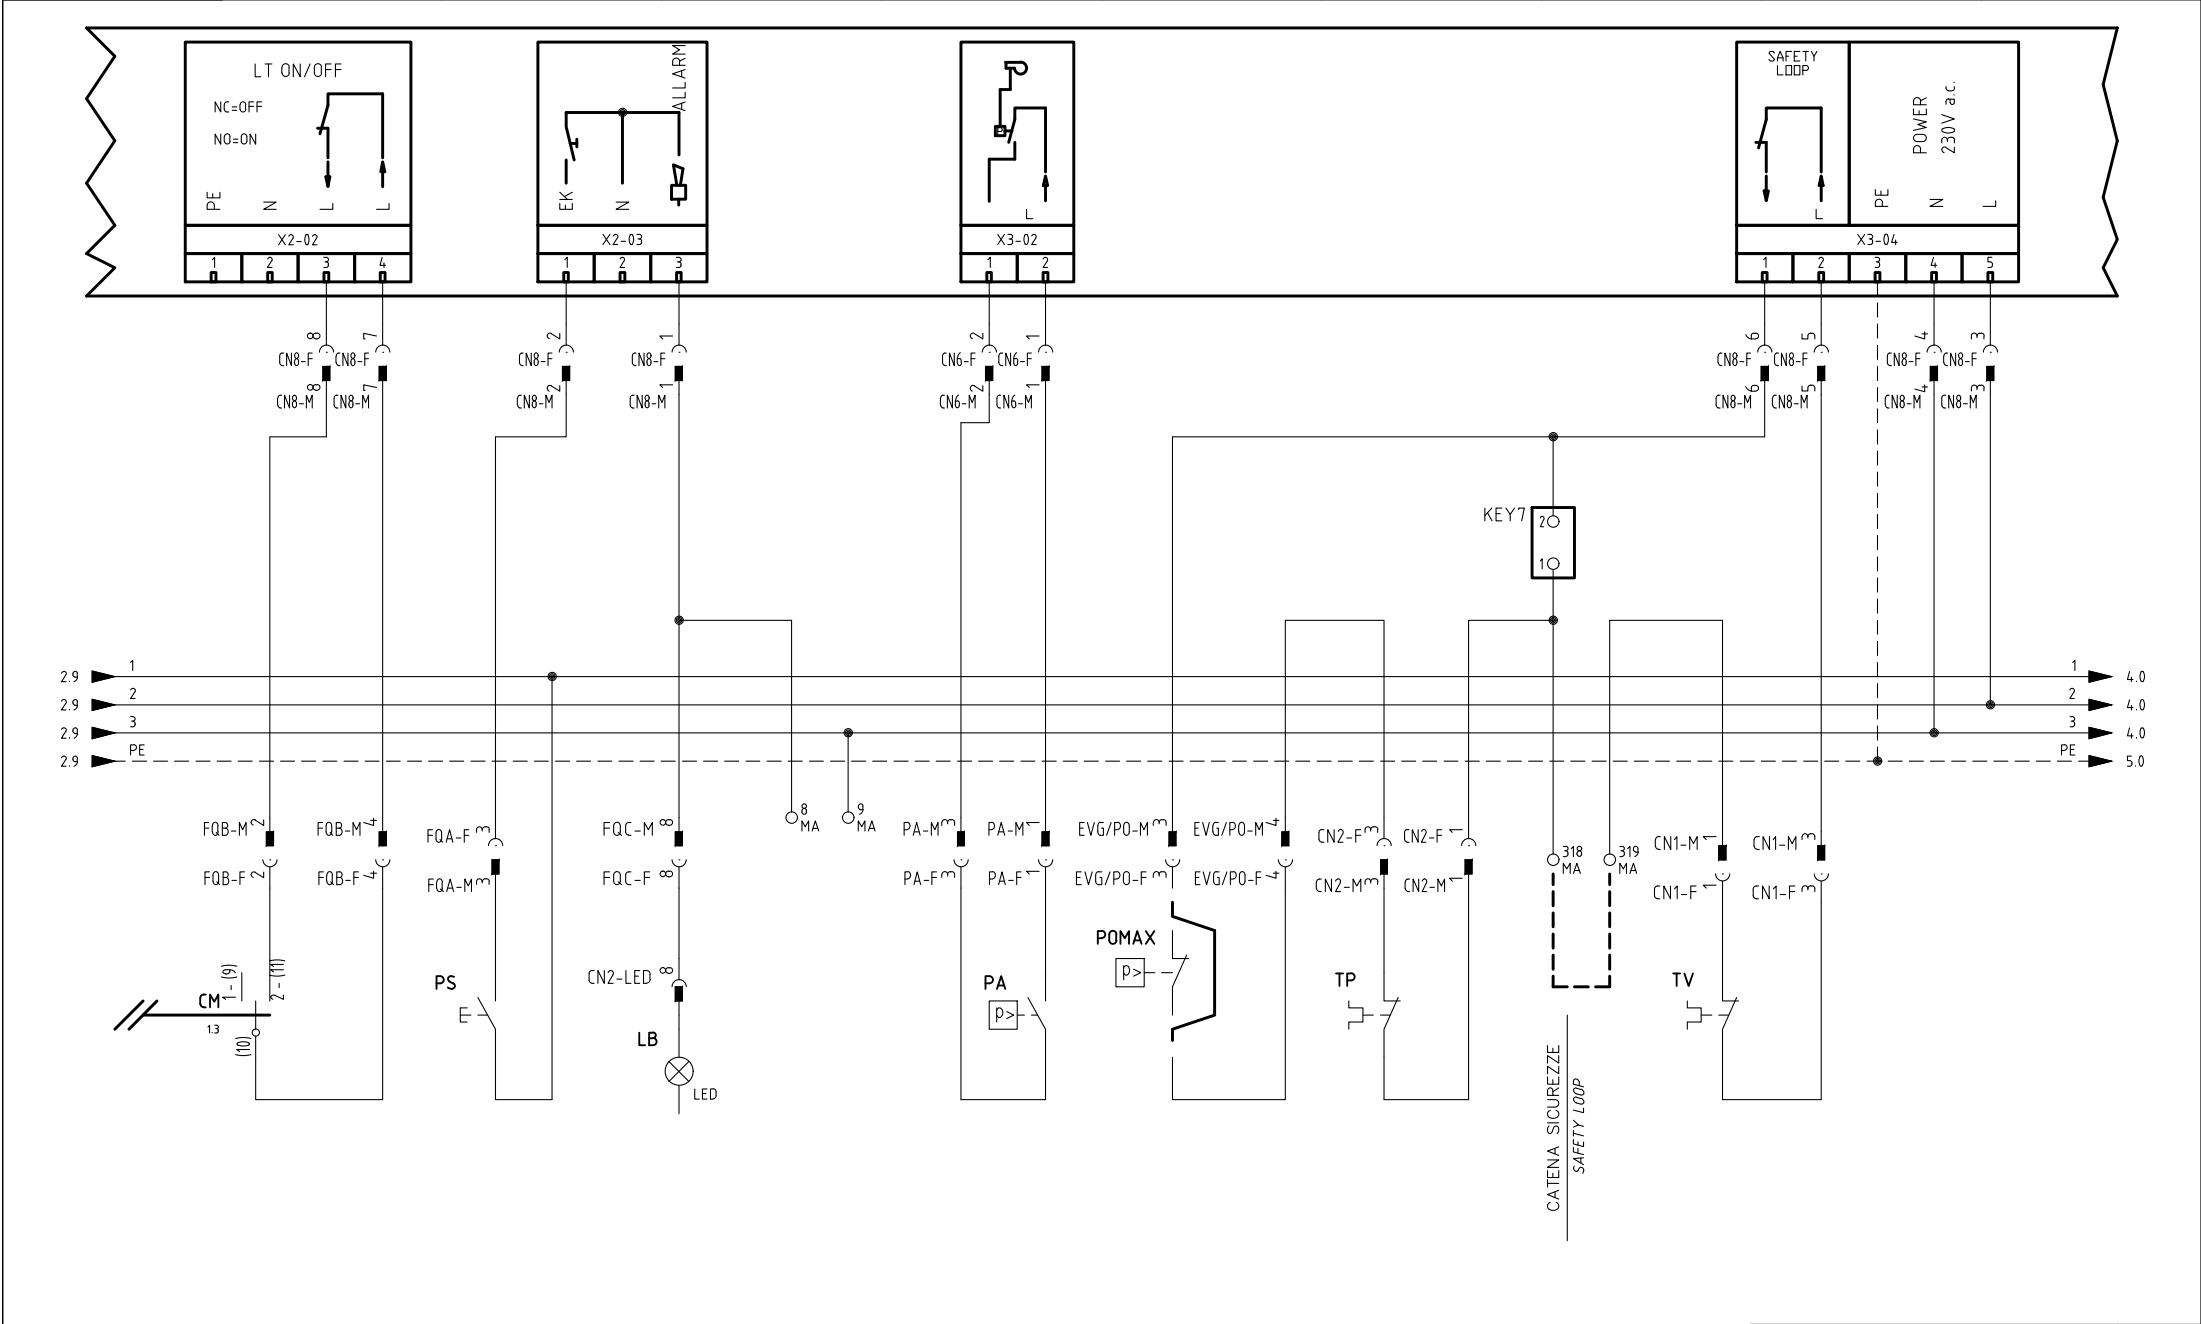 LT ON/OFF
NC=OFF
NO=ON
PE
N
L
L
X2-02
1 2 3 4
ALLARM
EK
N
X2-03
1 2 3
P
L
X3-02
1 2
SAFETY
LOOP
L
POWER
230V a.c.
PE
N
L
X3-04
1 2 3 4 5
8 7 2 1 2 1 6 5 4 3
CN8-F CN8-F CN8-F CN8-F CN6-F CN6-F CN8-F CN8-F CN8-F CN8-F
8 7 2 1 2 1 6 5 4 3
CN8-M CN8-M CN8-M CN8-M CN6-M CN6-M CN8-M CN8-M CN8-M CN8-M
KEY7
2
1
2.9 1 1 4.0
2.9 2 2 4.0
2.9 3 3 4.0
2.9 PE PE 5.0
8
MA
9
MA
FQB-M 2 FQB-M 4 FQA-F 3 FQC-M 8 PA-M 3 PA-M 1 EVG/PO-M 3 EVG/PO-M 4 CN2-F 3 CN2-F 1 CN1-M 1 CN1-M 3
318
MA
319
MA
FQB-F 2 FQB-F 4 FQA-M 3 FQC-F 8 PA-F 3 PA-F 1 EVG/PO-F 3 EVG/PO-F 4 CN2-M 3 CN2-M 1 CN1-F 1 CN1-F 3
POMAX
p>
1-(9)
2-(11)
CM
1.3
(10)
PS
CN2-LED 8
LB
LED
PA
p>
TP
TV
CATENA SICUREZZE
SAFETY LOOP